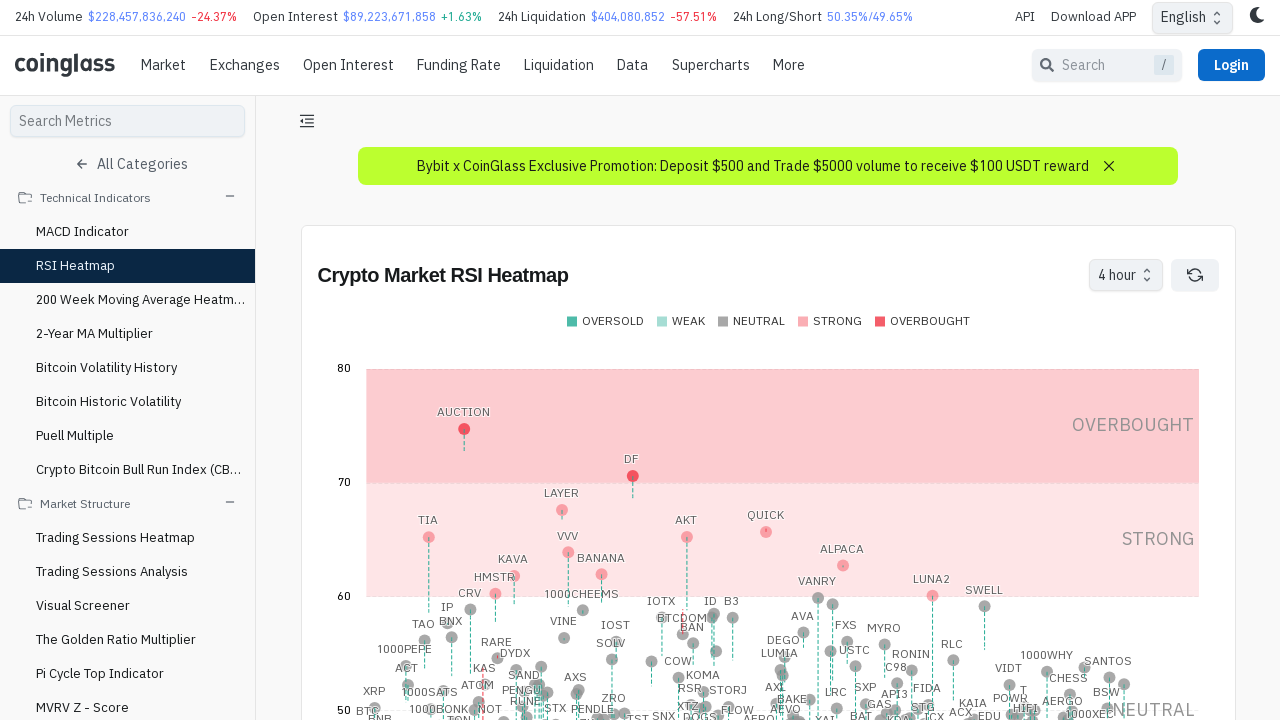 24h Volume $228,457,836,240 -24.37% Open Interest $89,223,671,858 +1.63% 24h Liquidation $404,080,852 -57.51% 24h Long/Short 50.35%/49.65% API Download APP English
coinglass Market Exchanges Open Interest Funding Rate Liquidation Data Supercharts More Search / Login
Search Metrics
All Categories
Technical Indicators
MACD Indicator
RSI Heatmap
200 Week Moving Average Heatm...
2-Year MA Multiplier
Bitcoin Volatility History
Bitcoin Historic Volatility
Puell Multiple
Crypto Bitcoin Bull Run Index (CB...
Market Structure
Trading Sessions Heatmap
Trading Sessions Analysis
Visual Screener
The Golden Ratio Multiplier
Pi Cycle Top Indicator
MVRV Z - Score
Bybit x CoinGlass Exclusive Promotion: Deposit $500 and Trade $5000 volume to receive $100 USDT reward
Crypto Market RSI Heatmap 4 hour
OVERSOLD WEAK NEUTRAL STRONG OVERBOUGHT
80
AUCTION
OVERBOUGHT
DF
70
LAYER
QUICK
TIA AKT
VVV
STRONG
ALPACA
KAVA BANANA
HMSTR VANRY LUNA2
CRV 1000CHEEMS SWELL
60
IP IOTX ID B3
BNX VINE BTCDOM AVA
TAO IOST BAN FXS MYRO
RARE SOLV DEGO RLC
1000PEPE DYDX LUMIA USTC RONIN 1000WHY
ACT KAS COW C98 VIDT SANTOS
SAND AXS KOMA CHESS
XRP 1000SATS ATOM PENGU RSR STORJ AXL LRC SXP API3 FIDA T BSW
RUNE ZRO BAKE POWR AERGO
BTC 1000BONK NOT STX PENDLE XTZ FLOW AEVO GAS STG KAIA HIFI
50 NEUTRAL
BNB TON TST SNX DOGS AERO XAI BAT TCX ACX EDU 1000XEC